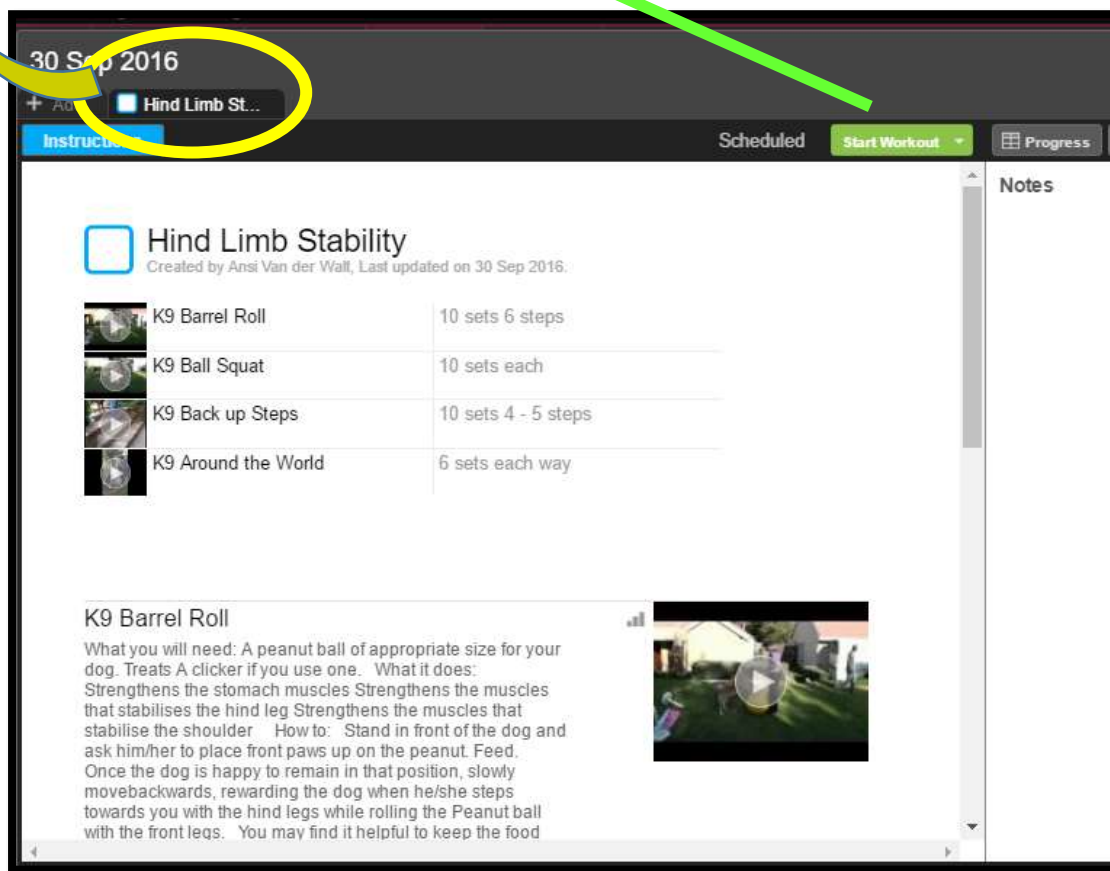 30 Sep 2016
Hind Limb St...
Scheduled
Start Workout
Progress
Notes
Hind Limb Stability
Created by Ansi Van der Walt, Last updated on 30 Sep 2016.
K9 Barrel Roll 10 sets 6 steps
K9 Ball Squat 10 sets each
K9 Back up Steps 10 sets 4 - 5 steps
K9 Around the World 6 sets each way
K9 Barrel Roll
What you will need: A peanut ball of appropriate size for your
dog. Treats A clicker if you use one. What it does:
Strengthens the stomach muscles Strengthens the muscles
that stabilises the hind leg Strengthens the muscles that
stabilise the shoulder How to: Stand in front of the dog and
ask him/her to place front paws up on the peanut. Feed.
Once the dog is happy to remain in that position, slowly
movebackwards, rewarding the dog when he/she steps
towards you with the hind legs while rolling the Peanut ball
with the front legs. You may find it helpful to keep the food